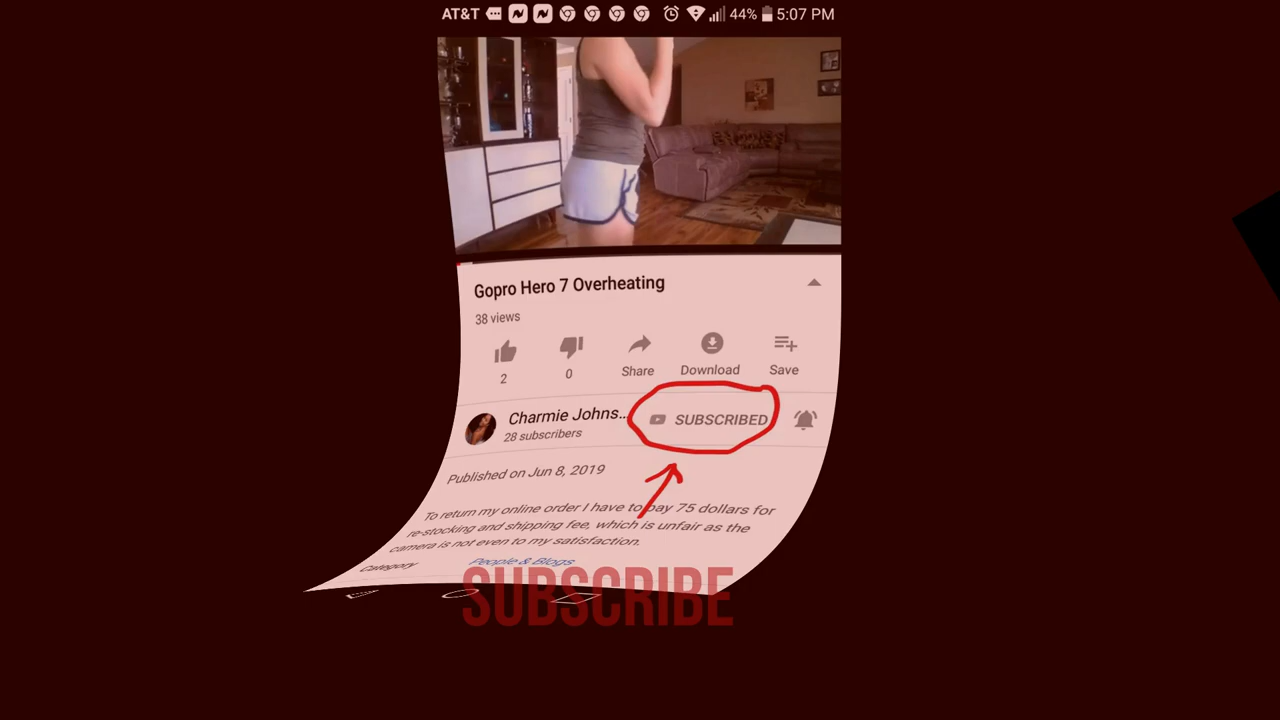 AT&T 44% 5:07 PM
Gopro Hero 7 Overheating
38 views
2 0 Share Download Save
Charmie Johns... SUBSCRIBED
28 subscribers
Published on Jun 8, 2019
To return my online order I have to pay 75 dollars for
re-stocking and shipping fee, which is unfair as the
camera is not even to my satisfaction.
Category People & Blogs
SUBSCRIBE